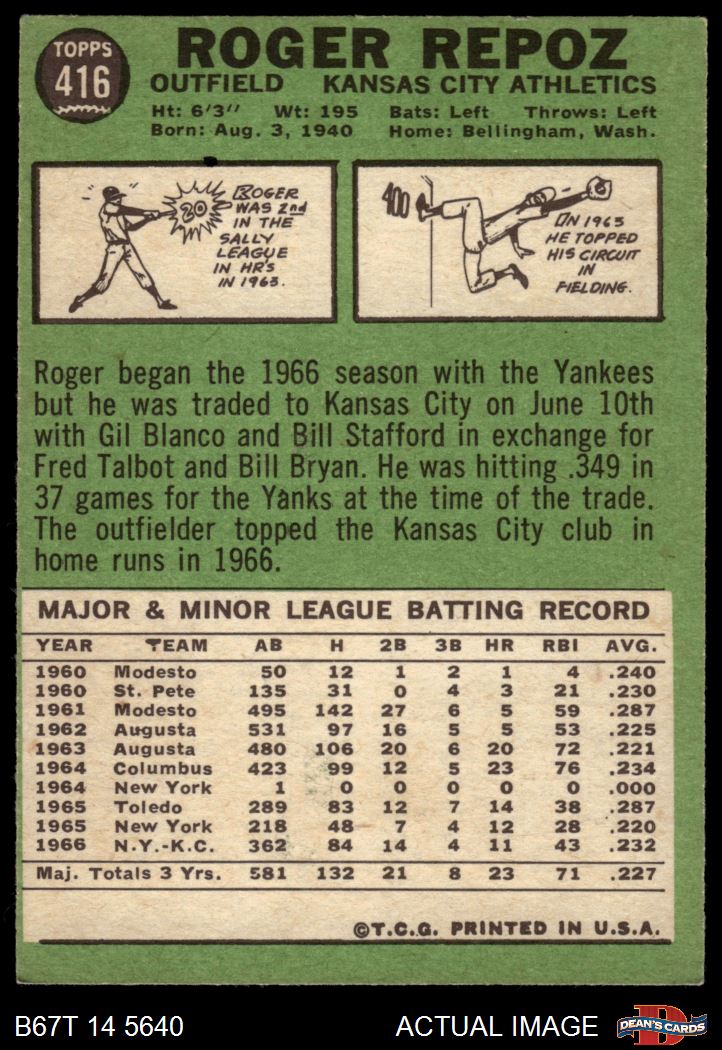 TOPPS
416
ROGER REPOZ
OUTFIELD KANSAS CITY ATHLETICS
Ht: 6'3" Wt: 195 Bats: Left Throws: Left
Born: Aug. 3, 1940 Home: Bellingham, Wash.
20
ROGER
WAS 2nd
IN THE
SALLY
LEAGUE
IN HR'S
IN 1963.
400
IN 1963
HE TOPPED
HIS CIRCUIT
IN
FIELDING.
Roger began the 1966 season with the Yankees
but he was traded to Kansas City on June 10th
with Gil Blanco and Bill Stafford in exchange for
Fred Talbot and Bill Bryan. He was hitting .349 in
37 games for the Yanks at the time of the trade.
The outfielder topped the Kansas City club in
home runs in 1966.
MAJOR & MINOR LEAGUE BATTING RECORD
YEAR TEAM AB H 2B 3B HR RBI AVG.
1960 Modesto 50 12 1 2 1 4 .240
1960 St. Pete 135 31 0 4 3 21 .230
1961 Modesto 495 142 27 6 5 59 .287
1962 Augusta 531 97 16 5 5 53 .225
1963 Augusta 480 106 20 6 20 72 .221
1964 Columbus 423 99 12 5 23 76 .234
1964 New York 1 0 0 0 0 0 .000
1965 Toledo 289 83 12 7 14 38 .287
1965 New York 218 48 7 4 12 28 .220
1966 N.Y.-K.C. 362 84 14 4 11 43 .232
Maj. Totals 3 Yrs. 581 132 21 8 23 71 .227
©T.C.G. PRINTED IN U.S.A.
B67T 14 5640 ACTUAL IMAGE
D
DEAN'S CARDS